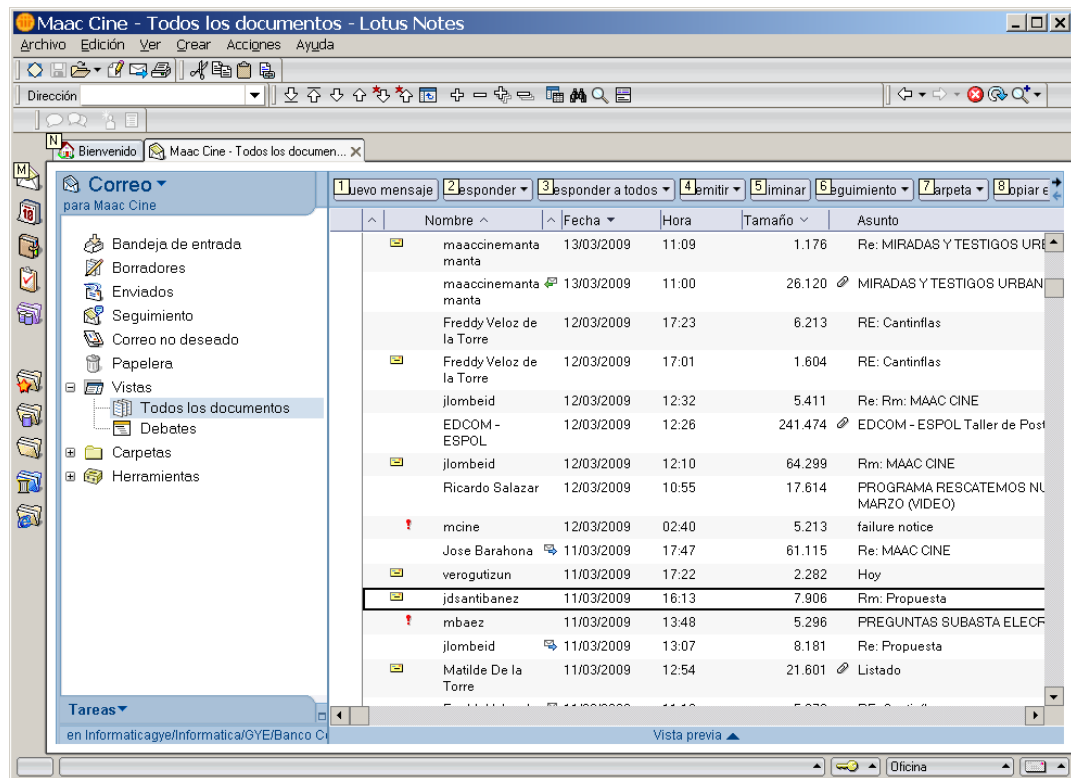 Maac Cine - Todos los documentos - Lotus Notes
Archivo Edición Ver Crear Acciones Ayuda
Dirección
N
Bienvenido Maac Cine - Todos los documen...
M
Correo
para Maac Cine
1 uevo mensaje 2 esponder 3 esponder a todos 4 emitir 5 iminar 6 eguimiento 7 arpeta 8 opiar e
Nombre Fecha Hora Tamaño Asunto
Bandeja de entrada
Borradores
Enviados
Seguimiento
Correo no deseado
Papelera
Vistas
Todos los documentos
Debates
Carpetas
Herramientas
maaccinemanta 13/03/2009 11:09 1.176 Re: MIRADAS Y TESTIGOS URB
manta
maaccinemanta 13/03/2009 11:00 26.120 MIRADAS Y TESTIGOS URBAN
manta
Freddy Veloz de 12/03/2009 17:23 6.213 RE: Cantinflas
la Torre
Freddy Veloz de 12/03/2009 17:01 1.604 RE: Cantinflas
la Torre
jlombeid 12/03/2009 12:32 5.411 Re: Rm: MAAC CINE
EDCOM - 12/03/2009 12:26 241.474 EDCOM - ESPOL Taller de Post
ESPOL
jlombeid 12/03/2009 12:10 64.299 Rm: MAAC CINE
Ricardo Salazar 12/03/2009 10:55 17.614 PROGRAMA RESCATEMOS NU
MARZO (VIDEO)
mcine 12/03/2009 02:40 5.213 failure notice
Jose Barahona 11/03/2009 17:47 61.115 Re: MAAC CINE
verogutizun 11/03/2009 17:22 2.282 Hoy
jdsantibanez 11/03/2009 16:13 7.906 Rm: Propuesta
mbaez 11/03/2009 13:48 5.296 PREGUNTAS SUBASTA ELECR
jlombeid 11/03/2009 13:07 8.181 Re: Propuesta
Matilde De la 11/03/2009 12:54 21.601 Listado
Torre
Tareas
en Informaticagye/Informatica/GYE/Banco Ce
Vista previa
Oficina